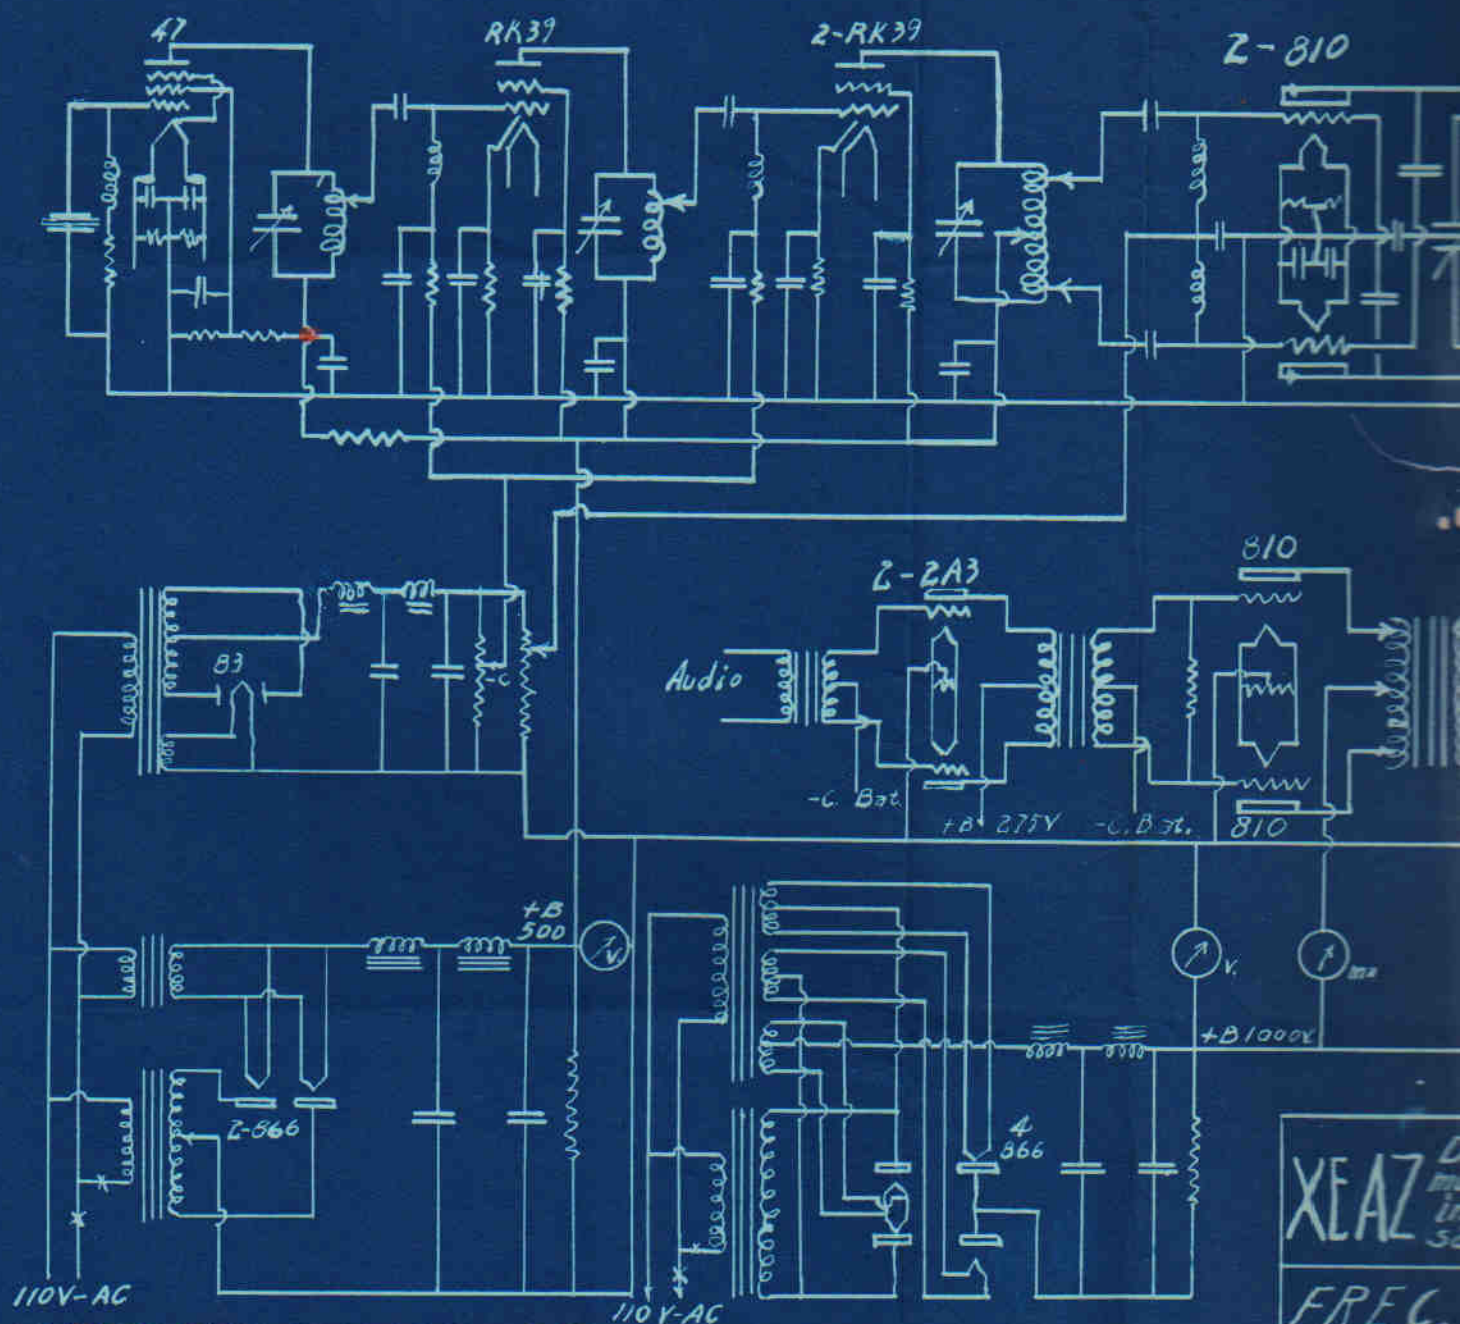 47
RK39
2-RK39
2-810
83
-C
Audio
2-2A3
810
-C. Bat.
+B 275V
-C. Bat.
810
+B
500
V.
V.
ma
+B 1000V.
2-866
4
866
110V-AC
110V-AC
XEAZ